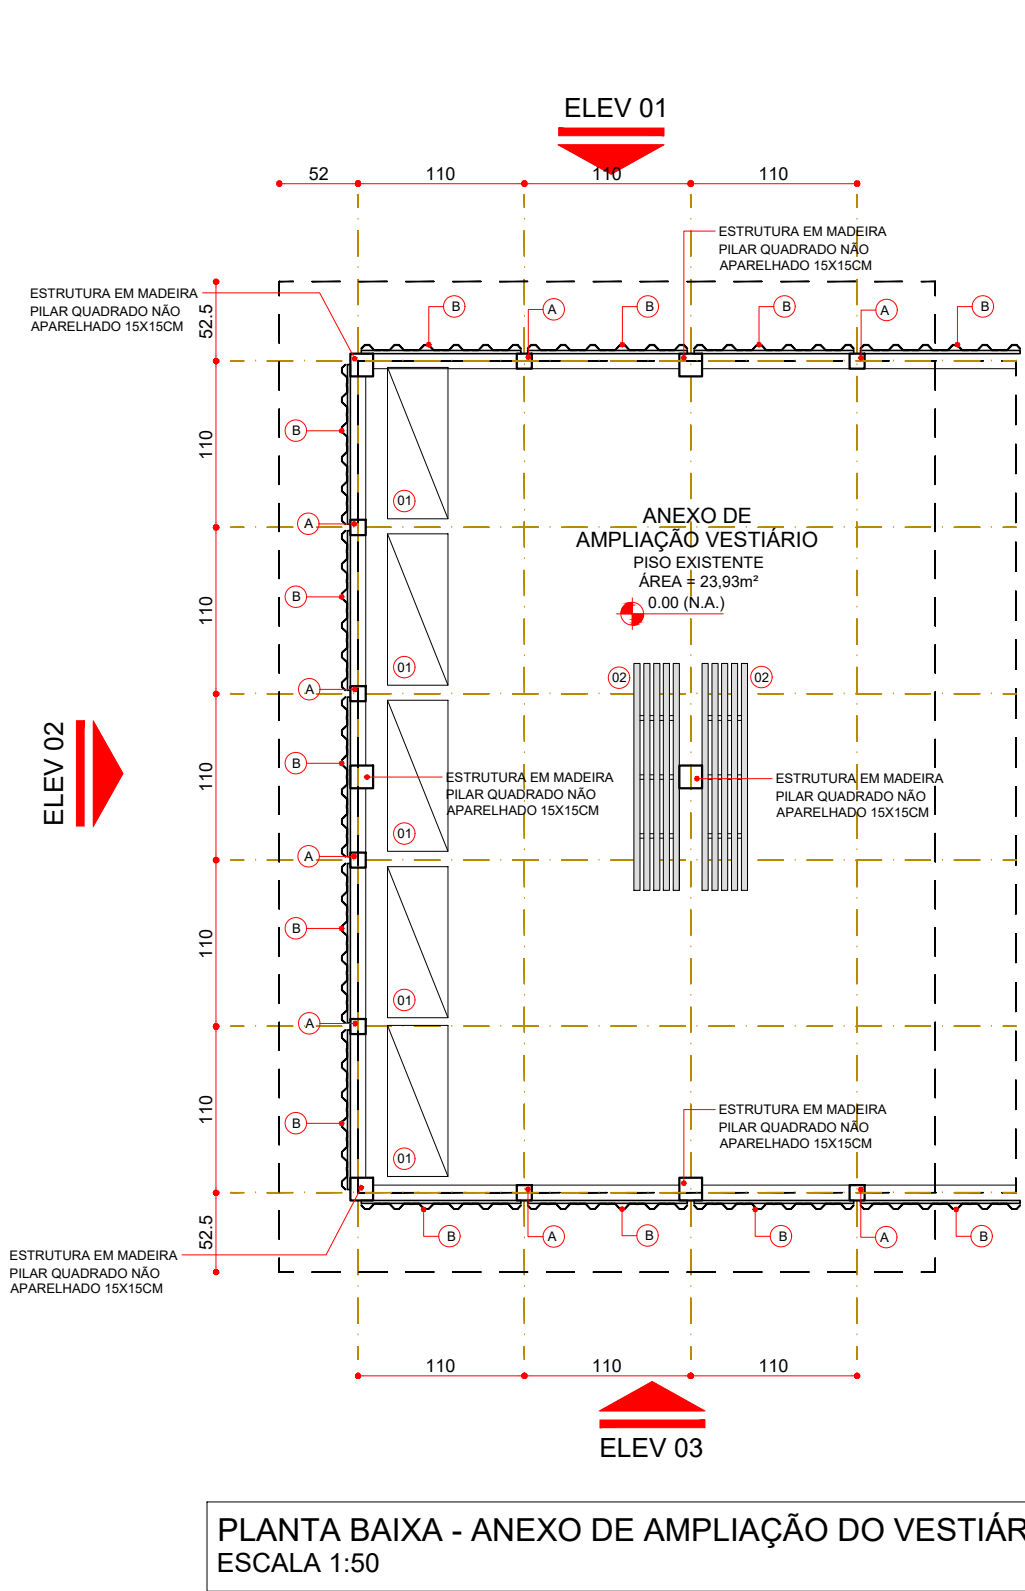 ELEV 01
52
110
110
110
ESTRUTURA EM MADEIRA
PILAR QUADRADO NÃO
APARELHADO 15X15CM
ESTRUTURA EM MADEIRA
PILAR QUADRADO NÃO
APARELHADO 15X15CM
52.5
B
A
B
B
A
B
B
110
01
A
ANEXO DE
AMPLIAÇÃO VESTIÁRIO
PISO EXISTENTE
ÁREA = 23,93m²
0.00 (N.A.)
B
110
01
02
02
A
ELEV 02
B
110
ESTRUTURA EM MADEIRA
PILAR QUADRADO NÃO
APARELHADO 15X15CM
ESTRUTURA EM MADEIRA
PILAR QUADRADO NÃO
APARELHADO 15X15CM
01
A
B
110
01
A
B
110
ESTRUTURA EM MADEIRA
PILAR QUADRADO NÃO
APARELHADO 15X15CM
01
52.5
B
A
B
B
A
B
ESTRUTURA EM MADEIRA
PILAR QUADRADO NÃO
APARELHADO 15X15CM
110
110
110
ELEV 03
PLANTA BAIXA - ANEXO DE AMPLIAÇÃO DO VESTIÁR
ESCALA 1:50